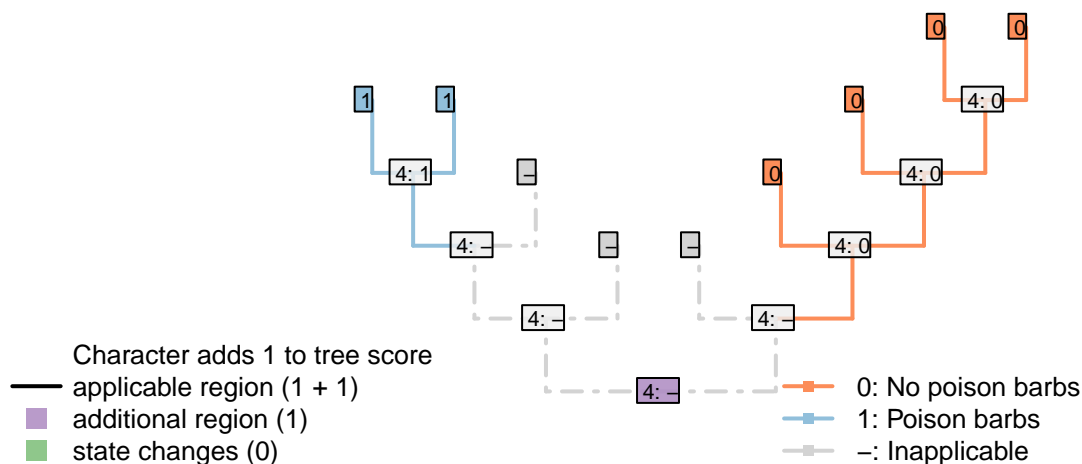 0 0
1 1 0
4: 0
4: 1 – 0 4: 0
4: – – – 4: 0
4: – 4: –
Character adds 1 to tree score
applicable region (1 + 1)
4: –
0: No poison barbs
additional region (1)
1: Poison barbs
state changes (0)
–: Inapplicable